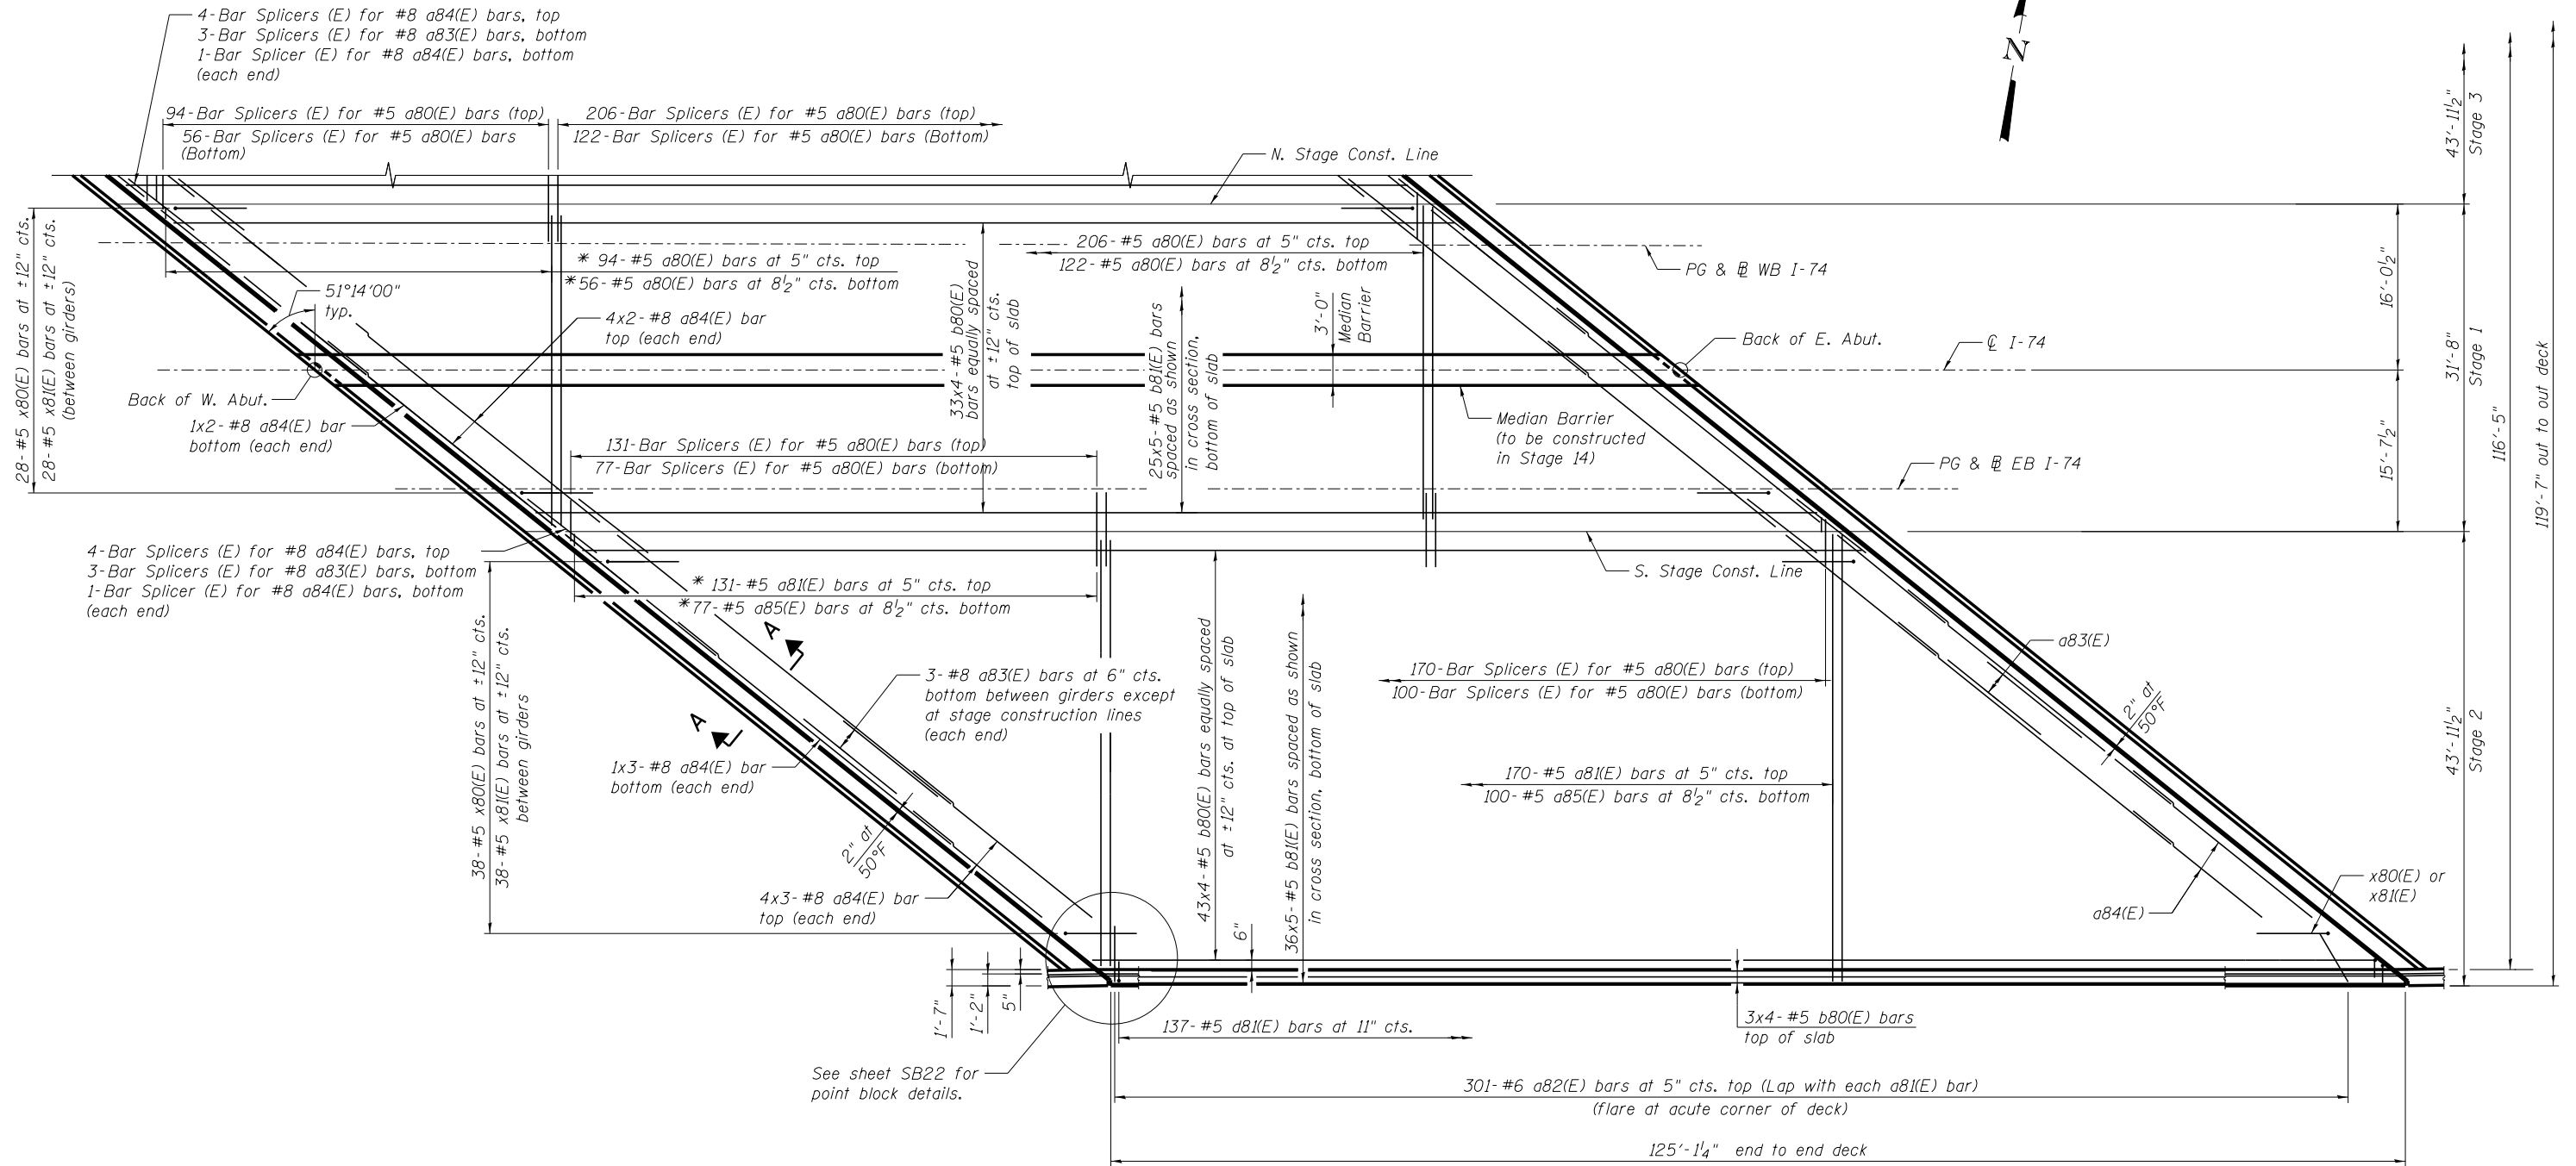 4-Bar Splicers (E) for #8 a84(E) bars, top
3-Bar Splicers (E) for #8 a83(E) bars, bottom
1-Bar Splicer (E) for #8 a84(E) bars, bottom
(each end)
94-Bar Splicers (E) for #5 a80(E) bars (top)
56-Bar Splicers (E) for #5 a80(E) bars
(Bottom)
206-Bar Splicers (E) for #5 a80(E) bars (top)
122-Bar Splicers (E) for #5 a80(E) bars (Bottom)
N. Stage Const. Line
N
43'-11½"
Stage 3
28-#5 x80(E) bars at ±12" cts.
28-#5 x81(E) bars at ±12" cts.
(between girders)
* 94-#5 a80(E) bars at 5" cts. top
*56-#5 a80(E) bars at 8½" cts. bottom
206-#5 a80(E) bars at 5" cts. top
122-#5 a80(E) bars at 8½" cts. bottom
PG & ⅊ WB I-74
51°14'00"
typ.
4x2-#8 a84(E) bar
top (each end)
33x4-#5 b80(E)
bars equally spaced
at ±12" cts.
top of slab
25x5-#5 b81(E) bars
spaced as shown
in cross section,
bottom of slab
3'-0"
Median
Barrier
Back of E. Abut.
℄ I-74
16'-0½"
31'-8"
Stage 1
116'-5"
119'-7" out to out deck
15'-7½"
Back of W. Abut.
1x2-#8 a84(E) bar
bottom (each end)
Median Barrier
(to be constructed
in Stage 14)
131-Bar Splicers (E) for #5 a80(E) bars (top)
77-Bar Splicers (E) for #5 a80(E) bars (bottom)
PG & ⅊ EB I-74
4-Bar Splicers (E) for #8 a84(E) bars, top
3-Bar Splicers (E) for #8 a83(E) bars, bottom
1-Bar Splicer (E) for #8 a84(E) bars, bottom
(each end)
S. Stage Const. Line
* 131-#5 a81(E) bars at 5" cts. top
*77-#5 a85(E) bars at 8½" cts. bottom
38-#5 x80(E) bars at ±12" cts.
38-#5 x81(E) bars at ±12" cts.
between girders
A
A
3-#8 a83(E) bars at 6" cts.
bottom between girders except
at stage construction lines
(each end)
43x4-#5 b80(E) bars equally spaced
at ±12" cts. at top of slab
36x5-#5 b81(E) bars spaced as shown
in cross section, bottom of slab
170-Bar Splicers (E) for #5 a80(E) bars (top)
100-Bar Splicers (E) for #5 a80(E) bars (bottom)
a83(E)
2" at
50°F
43'-11½"
Stage 2
1x3-#8 a84(E) bar
bottom (each end)
170-#5 a81(E) bars at 5" cts. top
100-#5 a85(E) bars at 8½" cts. bottom
2" at
50°F
4x3-#8 a84(E) bar
top (each end)
x80(E) or
x81(E)
a84(E)
6"
1'-7"
1'-2"
5"
137-#5 d81(E) bars at 11" cts.
3x4-#5 b80(E) bars
top of slab
See sheet SB22 for
point block details.
301-#6 a82(E) bars at 5" cts. top (Lap with each a81(E) bar)
(flare at acute corner of deck)
125'-1¼" end to end deck